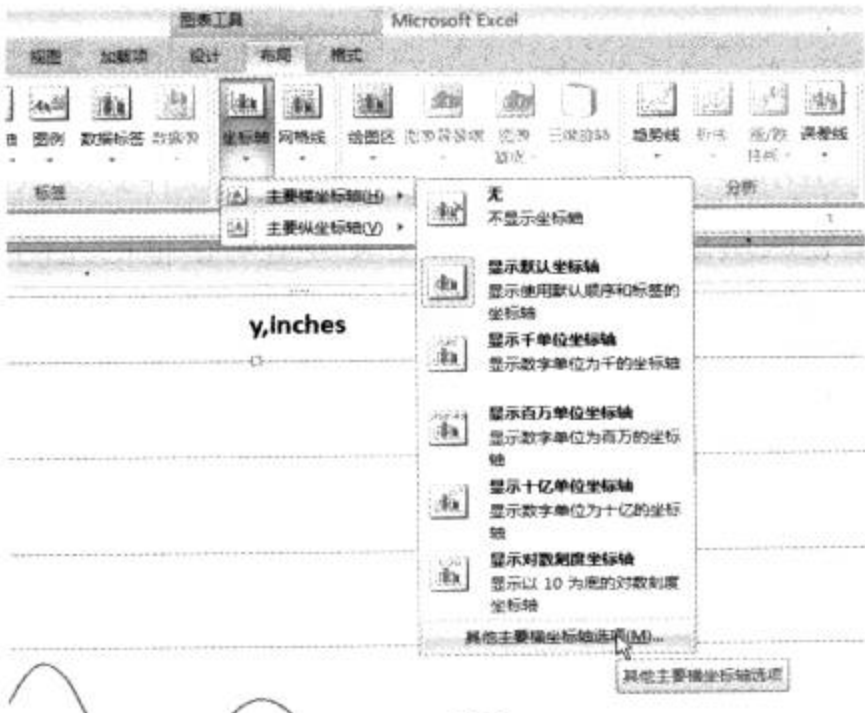 图表工具 Microsoft Excel
视图 加载项 设计 布局 格式
图例 数据标签 数据表 坐标轴 网格线 绘图区 三维旋转 趋势线 折线 误差线
标签 分析
主要横坐标轴(H)
主要纵坐标轴(V)
无
不显示坐标轴
显示默认坐标轴
显示使用默认顺序和标签的
坐标轴
显示千单位坐标轴
显示数字单位为千的坐标轴
显示百万单位坐标轴
显示数字单位为百万的坐标
轴
显示十亿单位坐标轴
显示数字单位为十亿的坐标
轴
显示对数刻度坐标轴
显示以 10 为底的对数刻度
坐标轴
其他主要横坐标轴选项(M)...
其他主要横坐标轴选项
y,inches